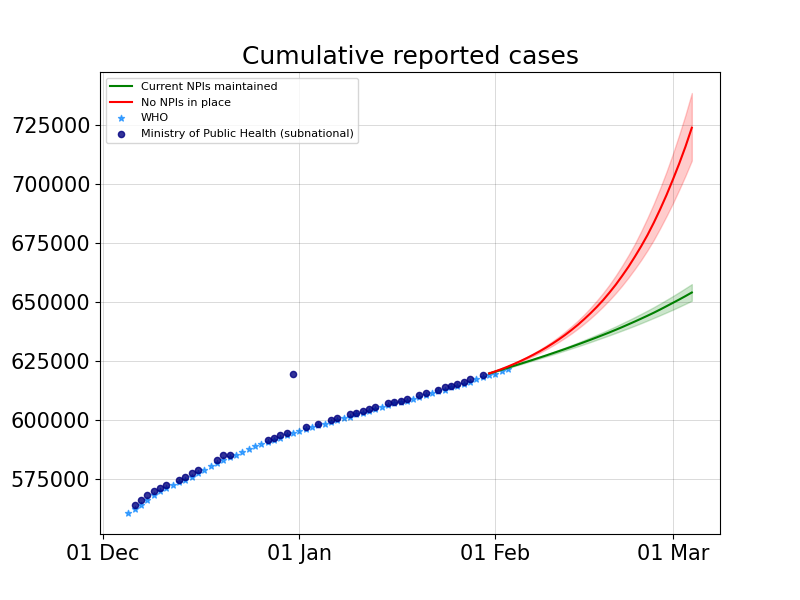 Cumulative reported cases
Current NPIs maintained
No NPIs in place
WHO
Ministry of Public Health (subnational)
725000
700000
675000
650000
625000
600000
575000
01 Dec
01 Jan
01 Feb
01 Mar